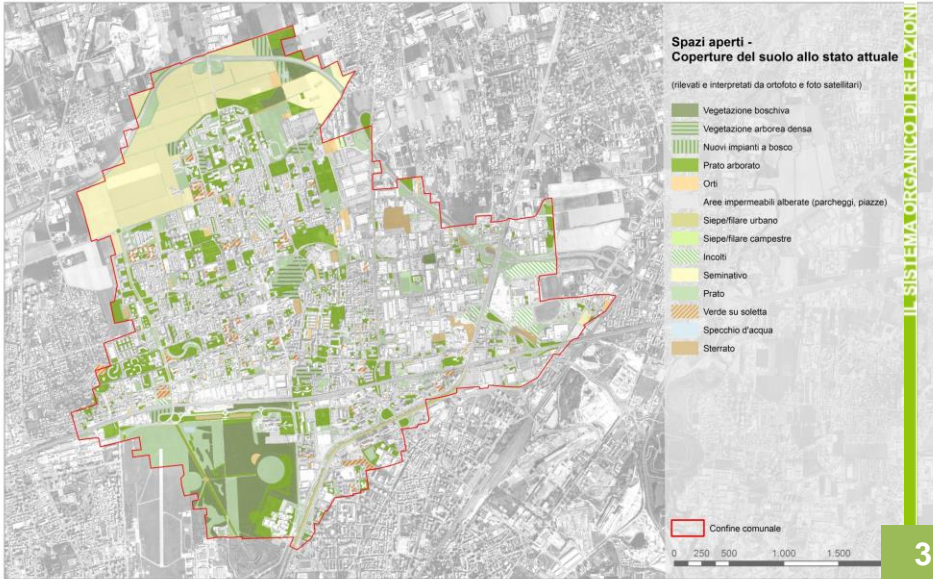 Spazi aperti -
Coperture del suolo allo stato attuale
(rilevati e interpretati da ortofoto e foto satellitari)
Vegetazione boschiva
Vegetazione arborea densa
Nuovi impianti a bosco
Prato arborato
Orti
Aree impermeabili alberate (parcheggi, piazze)
Siepe/filare urbano
Siepe/filare campestre
Incolti
Seminativo
Prato
Verde su soletta
Specchio d'acqua
Sterrato
Confine comunale
0 250 500 1.000 1.500
IL SISTEMA ORGANICO DI RELAZIONI
3